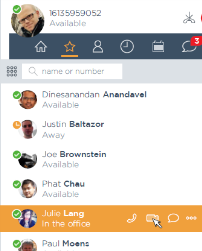 16135959052
Available
3
name or number
Dinesanandan Anandavel
Available
Justin Baltazor
Away
Joe Brownstein
Available
Phat Chau
Available
Julie Lang
In the office
Paul Moens